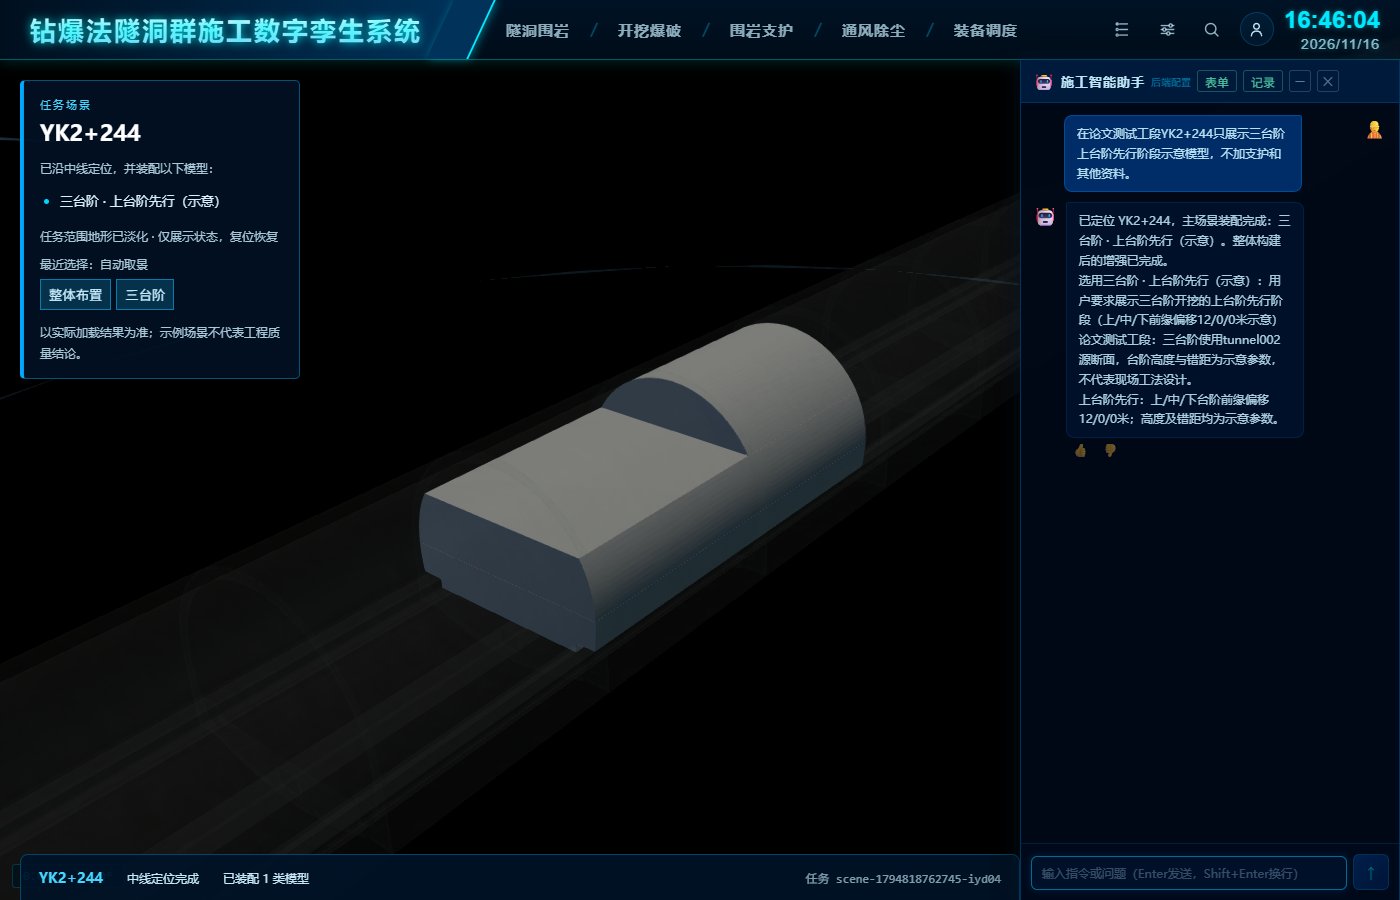 钻爆法隧洞群施工数字孪生系统
隧洞围岩 / 开挖爆破 / 围岩支护 / 通风除尘 / 装备调度
16:46:04
2026/11/16
任务场景
YK2+244
已沿中线定位，并装配以下模型：
三台阶 · 上台阶先行（示意）
任务范围地形已淡化 · 仅展示状态，复位恢复
最近选择：自动取景
整体布置 三台阶
以实际加载结果为准；示例场景不代表工程质
量结论。
施工智能助手 后端配置 表单 记录
在论文测试工段YK2+244只展示三台阶
上台阶先行阶段示意模型，不加支护和
其他资料。
已定位 YK2+244，主场景装配完成：三
台阶 · 上台阶先行（示意）。整体构建
后的增强已完成。
选用三台阶 · 上台阶先行（示意）：用
户要求展示三台阶开挖的上台阶先行阶
段（上/中/下前缘偏移12/0/0米示意）
论文测试工段：三台阶使用tunnel002
源断面，台阶高度与错距为示意参数，
不代表现场工法设计。
上台阶先行：上/中/下台阶前缘偏移
12/0/0米；高度及错距均为示意参数。
输入指令或问题（Enter发送，Shift+Enter换行）
YK2+244 中线定位完成 已装配 1 类模型 任务 scene-1794818762745-iyd04